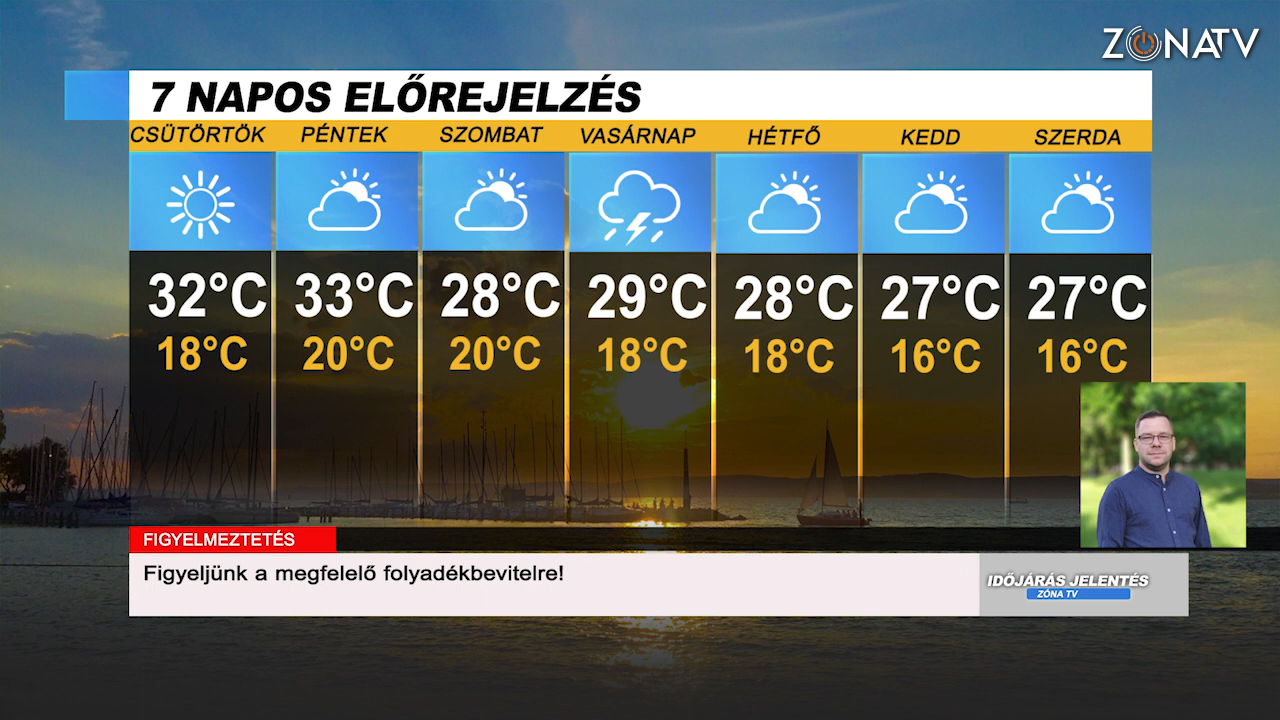 ZONATV
7 NAPOS ELŐREJELZÉS
CSÜTÖRTÖK PÉNTEK SZOMBAT VASÁRNAP HÉTFŐ KEDD SZERDA
32°C 33°C 28°C 29°C 28°C 27°C 27°C
18°C 20°C 20°C 18°C 18°C 16°C 16°C
FIGYELMEZTETÉS
Figyeljünk a megfelelő folyadékbevitelre!
IDŐJÁRÁS JELENTÉS
ZÓNA TV